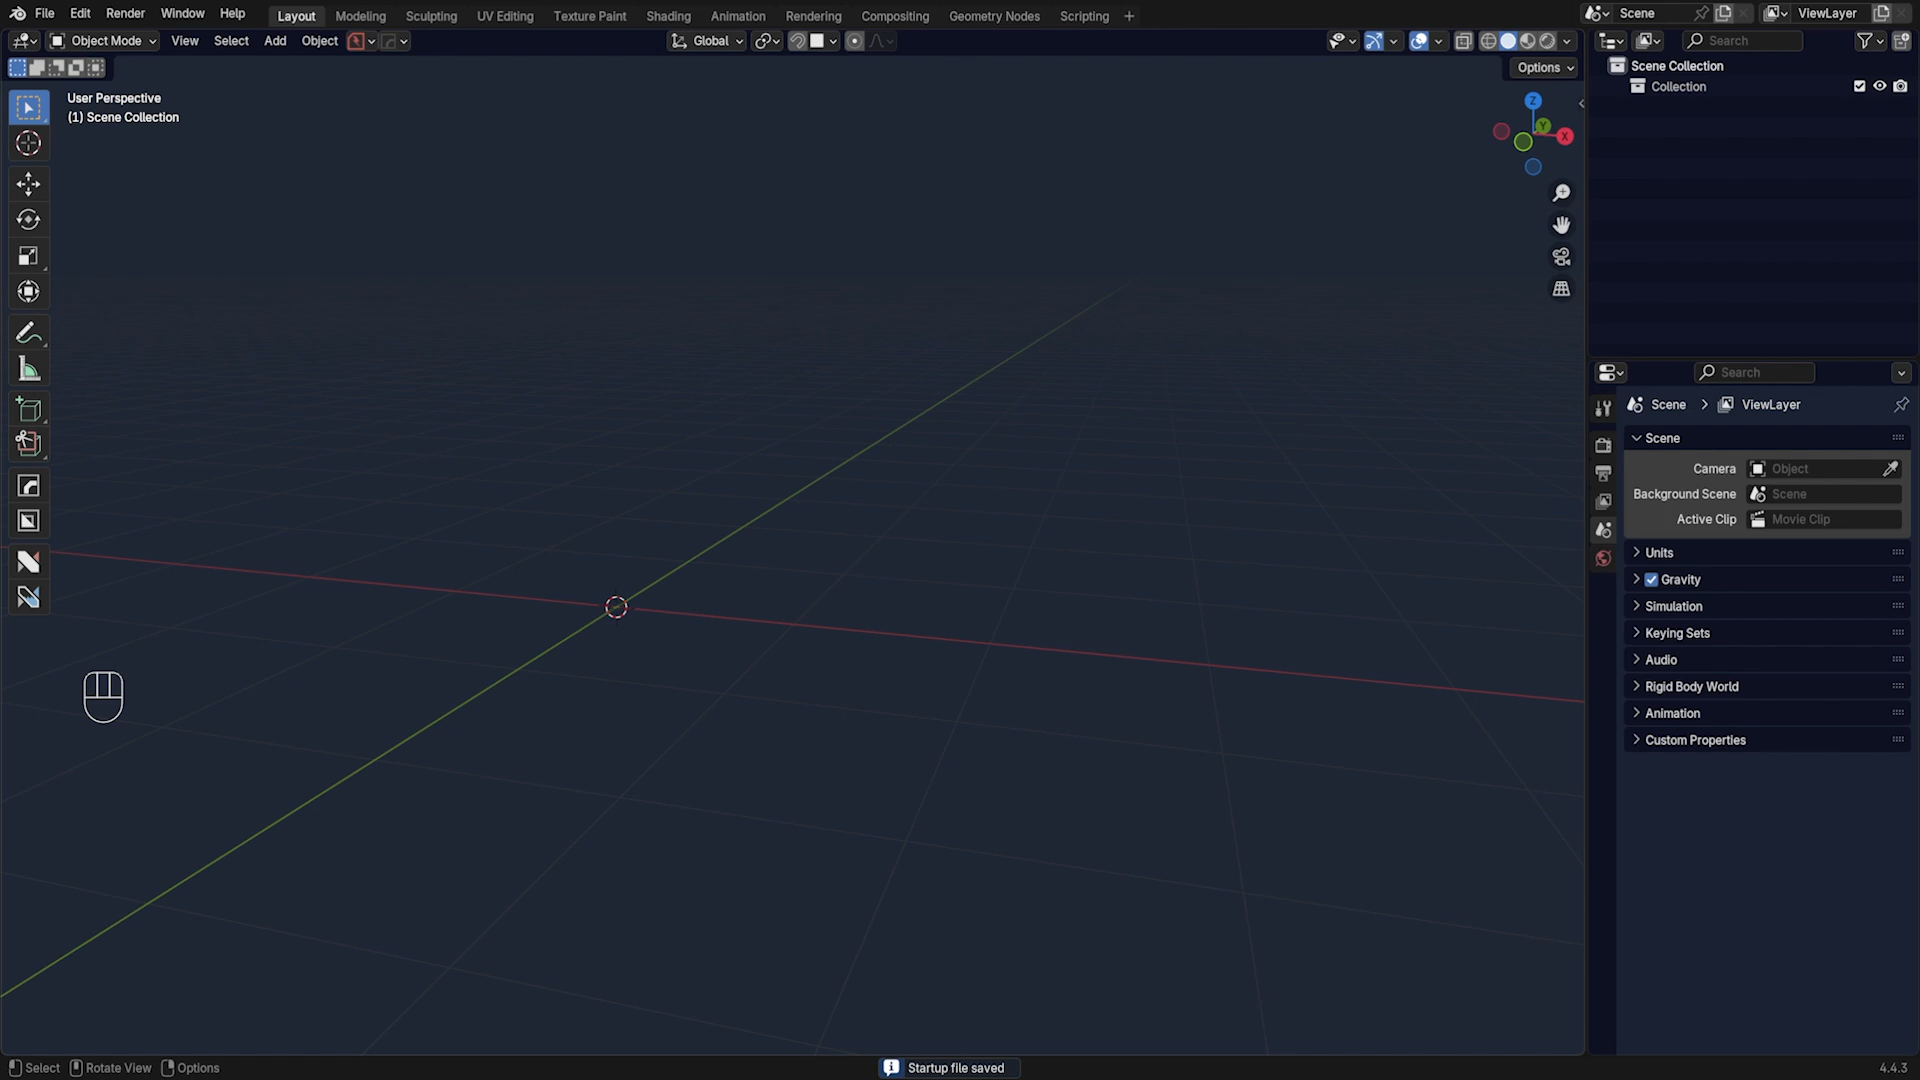 File Edit Render Window Help Layout Modeling Sculpting UV Editing Texture Paint Shading Animation Rendering Compositing Geometry Nodes Scripting + Scene ViewLayer
Object Mode View Select Add Object Global Search
Options
User Perspective
(1) Scene Collection
Z
Y
X
Scene Collection
Collection
Search
Scene > ViewLayer
Scene
Camera Object
Background Scene Scene
Active Clip Movie Clip
Units
Gravity
Simulation
Keying Sets
Audio
Rigid Body World
Animation
Custom Properties
Select Rotate View Options Startup file saved 4.4.3